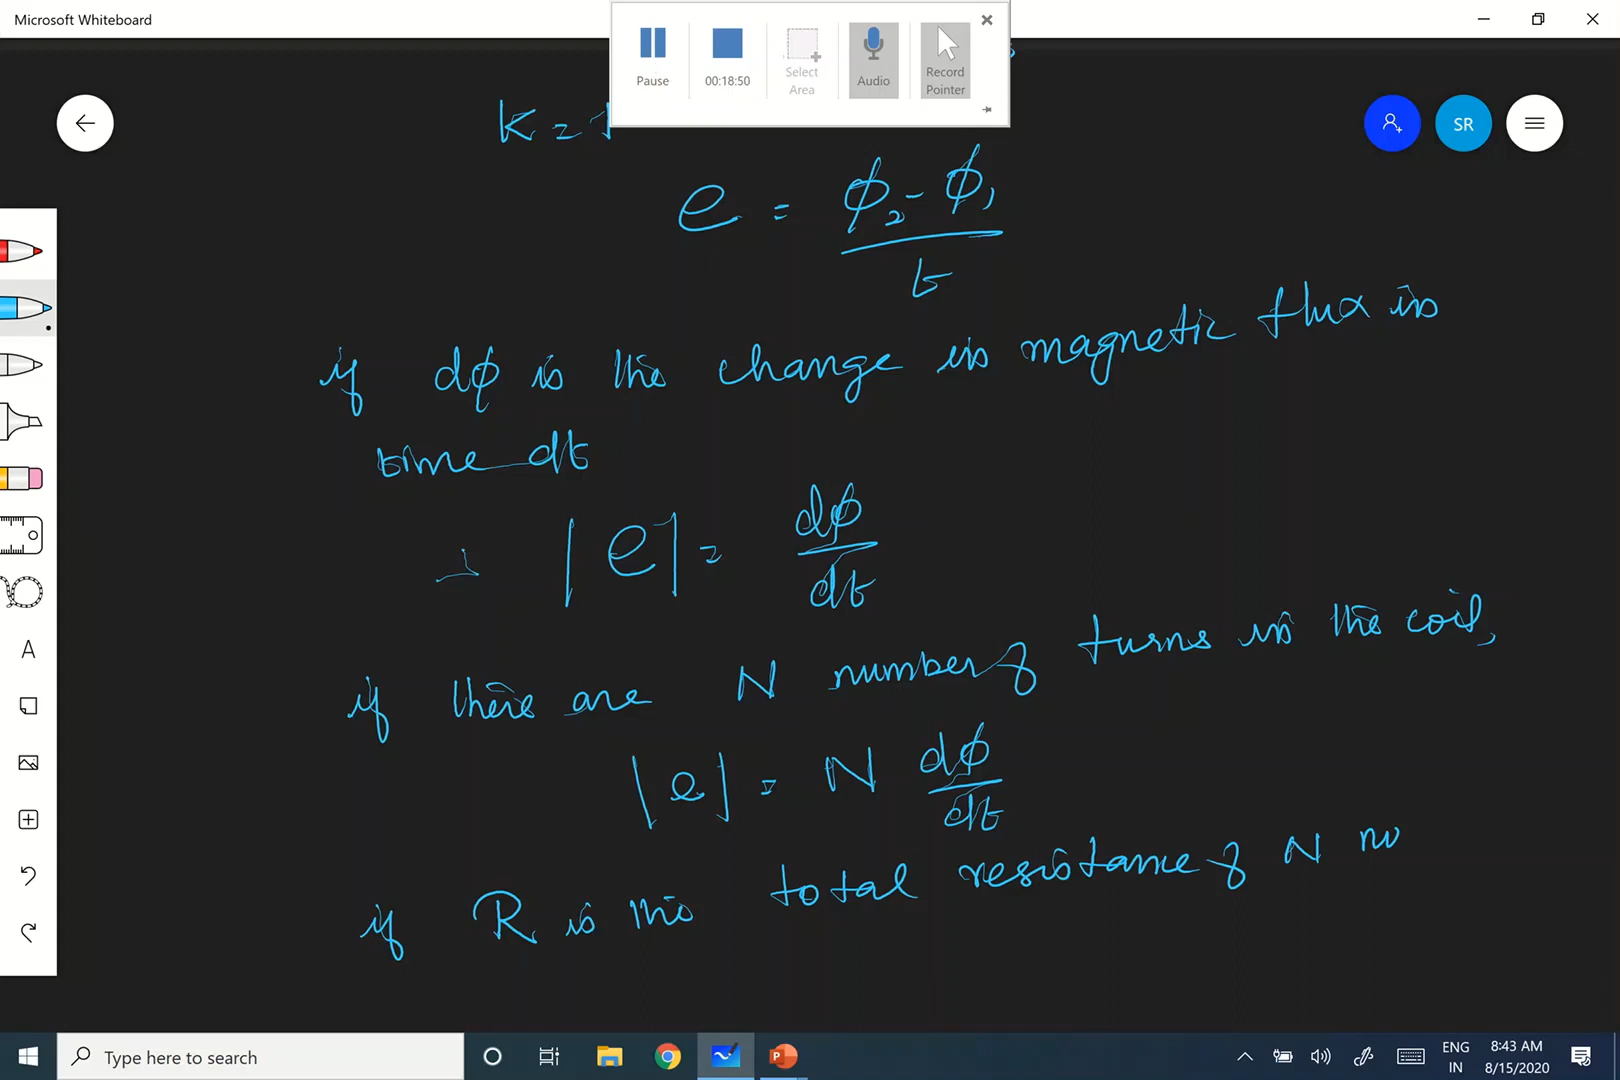 Microsoft Whiteboard
Pause
00:18:50
Select Area
Audio
Record Pointer
SR
K =
e = ϕ₂ - ϕ₁ / t
if dϕ is the change in magnetic flux in
time dt
∴ |e| = dϕ/dt
if there are N number of turns in the coil,
|e| = N dϕ/dt
if R is the total resistance of N no
A
Type here to search
ENG
IN
8:43 AM
8/15/2020